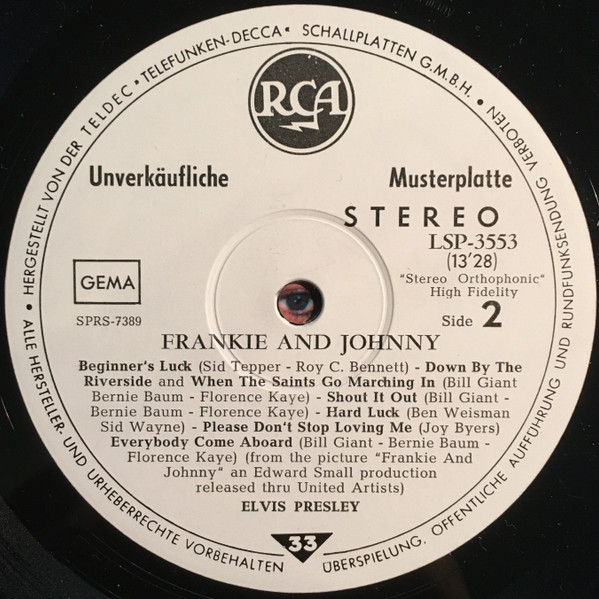 HERGESTELLT VON DER TELDEC • TELEFUNKEN-DECCA • SCHALLPLATTEN G.M.B.H. •
RCA
Unverkäufliche Musterplatte
STEREO
LSP-3553
(13'28)
"Stereo Orthophonic"
High Fidelity
GEMA
SPRS-7389
Side 2
FRANKIE AND JOHNNY
Beginner's Luck (Sid Tepper - Roy C. Bennett) - Down By The
Riverside and When The Saints Go Marching In (Bill Giant
Bernie Baum - Florence Kaye) - Shout It Out (Bill Giant -
Bernie Baum - Florence Kaye) - Hard Luck (Ben Weisman
Sid Wayne) - Please Don't Stop Loving Me (Joy Byers)
Everybody Come Aboard (Bill Giant - Bernie Baum -
Florence Kaye) (from the picture "Frankie And
Johnny" an Edward Small production
released thru United Artists)
ELVIS PRESLEY
33
• ALLE HERSTELLER- UND URHEBERRECHTE VORBEHALTEN
ÜBERSPIELUNG, ÖFFENTLICHE AUFFÜHRUNG UND RUNDFUNKSENDUNG VERBOTEN